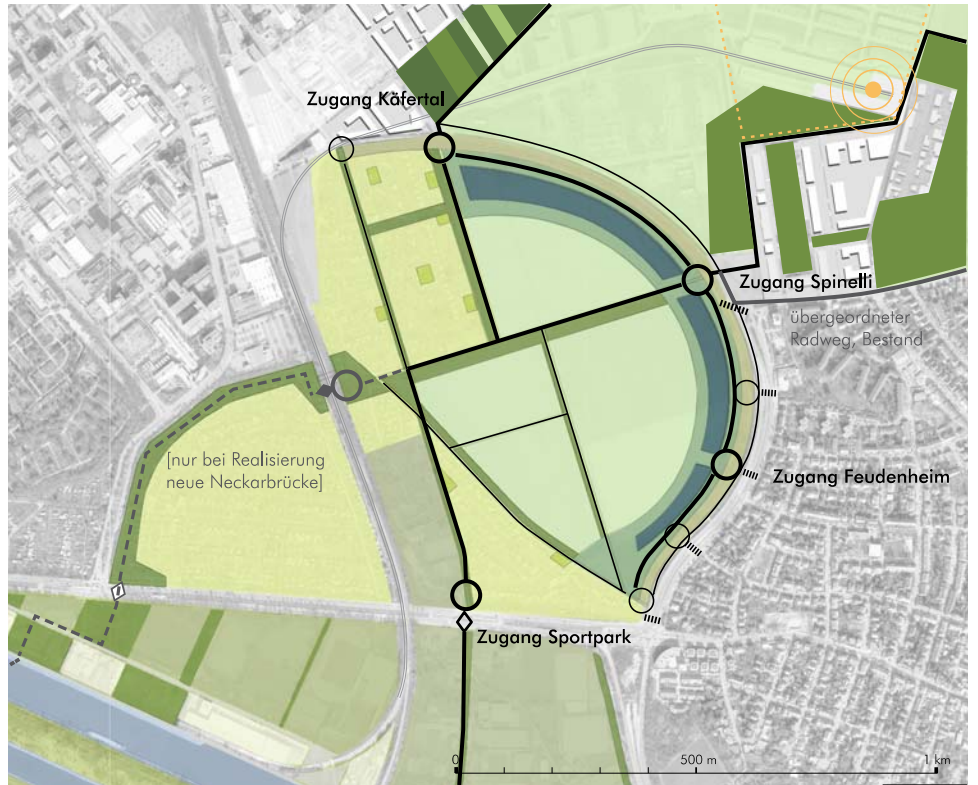 Zugang Käfertal
Zugang Spinelli
übergeordneter
Radweg, Bestand
[nur bei Realisierung
neue Neckarbrücke]
Zugang Feudenheim
Zugang Sportpark
0 500 m 1 km